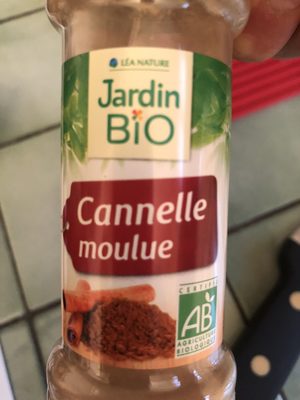 LÉA NATURE
Jardin
BiO
Cannelle
moulue
CERTIFIÉ
AB
AGRICULTURE
BIOLOGIQUE